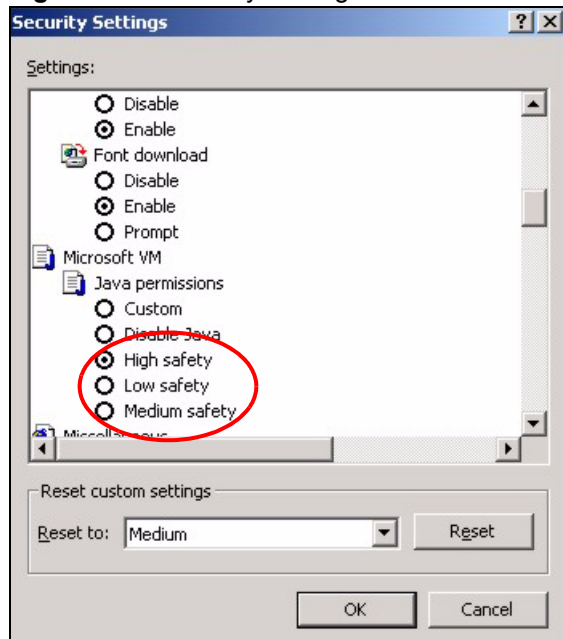 Security Settings
Settings:
Disable
Enable
Font download
Disable
Enable
Prompt
Microsoft VM
Java permissions
Custom
Disable Java
High safety
Low safety
Medium safety
Miscellaneous
Reset custom settings
Reset to: Medium Reset
OK Cancel